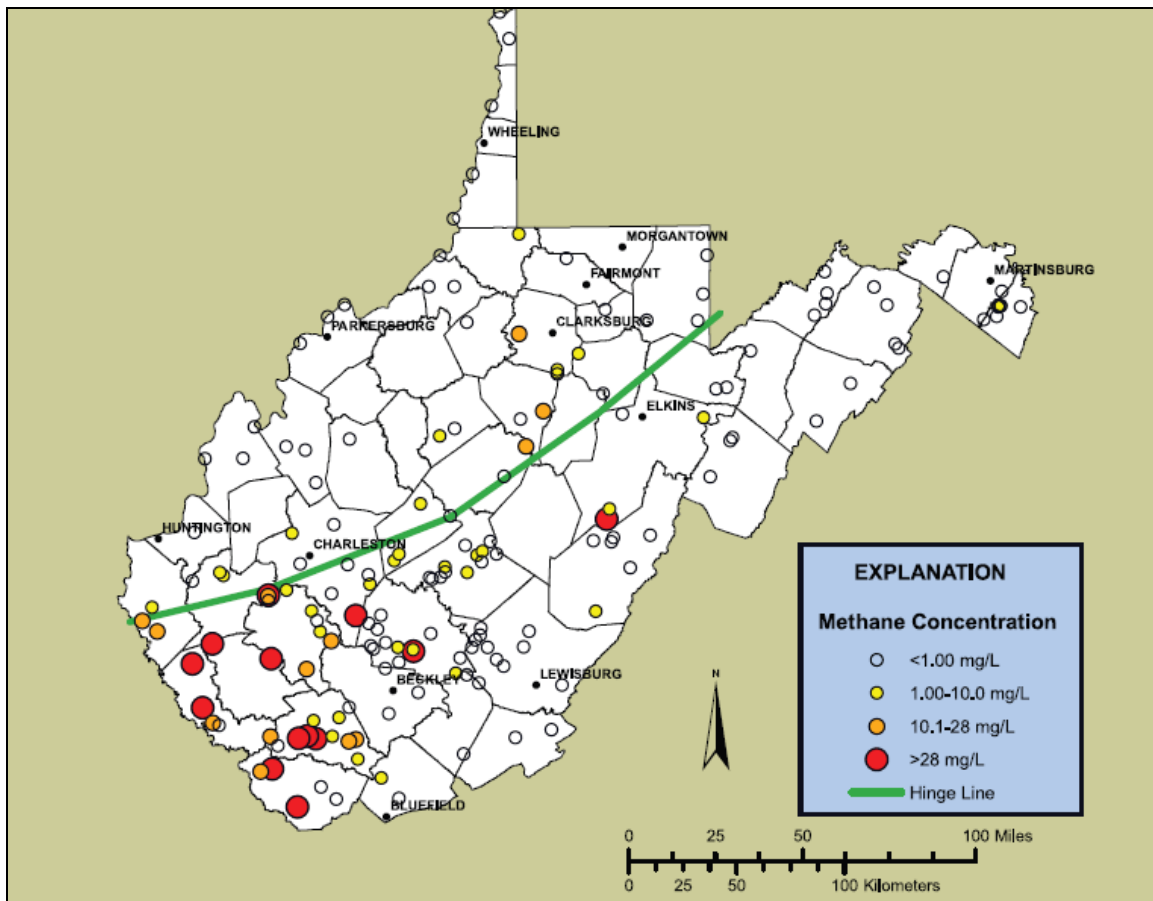 WHEELING
MORGANTOWN
FAIRMONT
MARTINSBURG
PARKERSBURG
CLARKSBURG
ELKINS
HUNTINGTON
CHARLESTON
BECKLEY
LEWISBURG
BLUEFIELD
N
EXPLANATION
Methane Concentration
<1.00 mg/L
1.00-10.0 mg/L
10.1-28 mg/L
>28 mg/L
Hinge Line
0 25 50 100 Miles
0 25 50 100 Kilometers